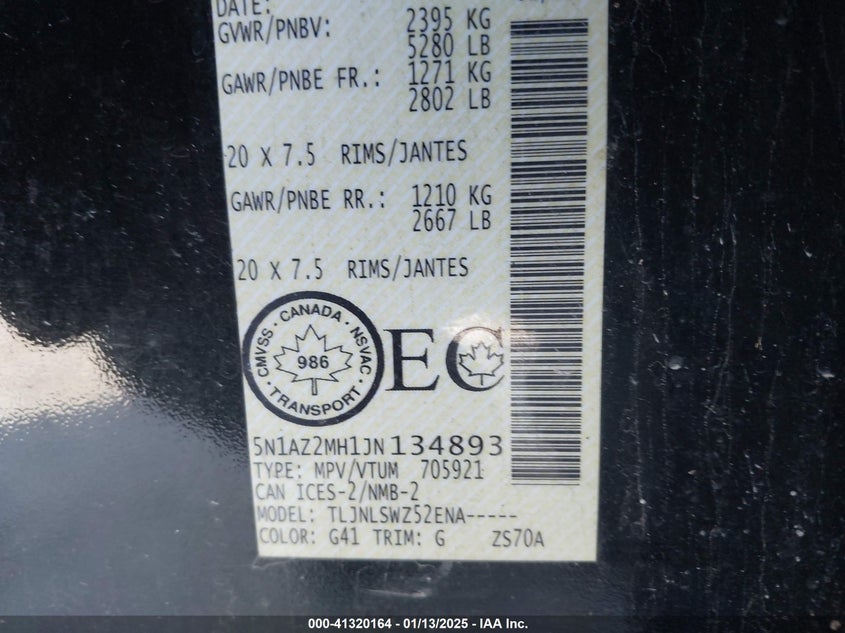 DATE:
GVWR/PNBV: 2395 KG
5280 LB
GAWR/PNBE FR.: 1271 KG
2802 LB
20 X 7.5 RIMS/JANTES
GAWR/PNBE RR.: 1210 KG
2667 LB
20 X 7.5 RIMS/JANTES
CMVSS · CANADA · NSVAC · TRANSPORT ·
986
EC
5N1AZ2MH1JN134893
TYPE: MPV/VTUM 705921
CAN ICES-2/NMB-2
MODEL: TLJNLSWZ52ENA-----
COLOR: G41 TRIM: G ZS70A
000-41320164 - 01/13/2025 - IAA Inc.